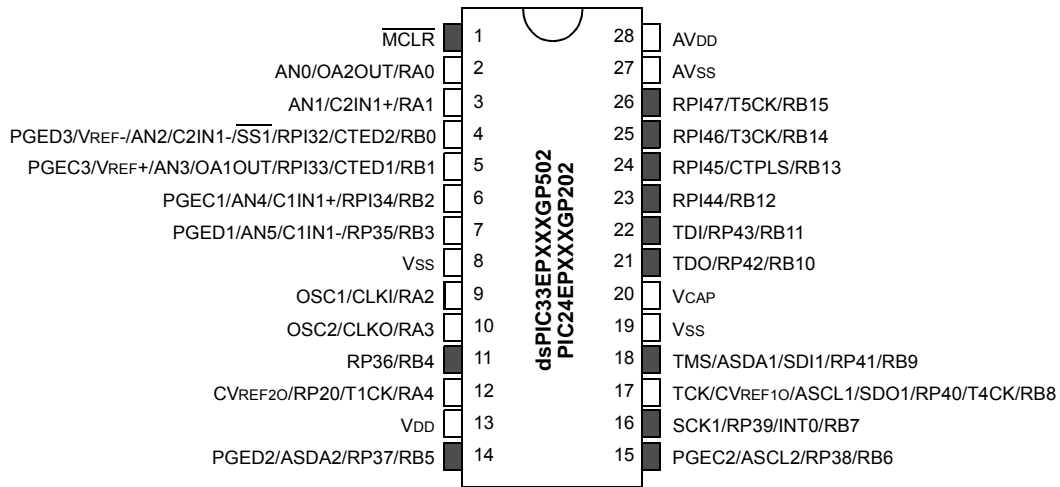 MCLR 1 28 AVDD
AN0/OA2OUT/RA0 2 27 AVSS
AN1/C2IN1+/RA1 3 26 RPI47/T5CK/RB15
PGED3/VREF-/AN2/C2IN1-/SS1/RPI32/CTED2/RB0 4 25 RPI46/T3CK/RB14
PGEC3/VREF+/AN3/OA1OUT/RPI33/CTED1/RB1 5 24 RPI45/CTPLS/RB13
PGEC1/AN4/C1IN1+/RPI34/RB2 6 23 RPI44/RB12
PGED1/AN5/C1IN1-/RP35/RB3 7 22 TDI/RP43/RB11
VSS 8 21 TDO/RP42/RB10
OSC1/CLKI/RA2 9 20 VCAP
OSC2/CLKO/RA3 10 19 VSS
RP36/RB4 11 18 TMS/ASDA1/SDI1/RP41/RB9
CVREF2O/RP20/T1CK/RA4 12 17 TCK/CVREF1O/ASCL1/SDO1/RP40/T4CK/RB8
VDD 13 16 SCK1/RP39/INT0/RB7
PGED2/ASDA2/RP37/RB5 14 15 PGEC2/ASCL2/RP38/RB6
dsPIC33EPXXXGP502
PIC24EPXXXGP202